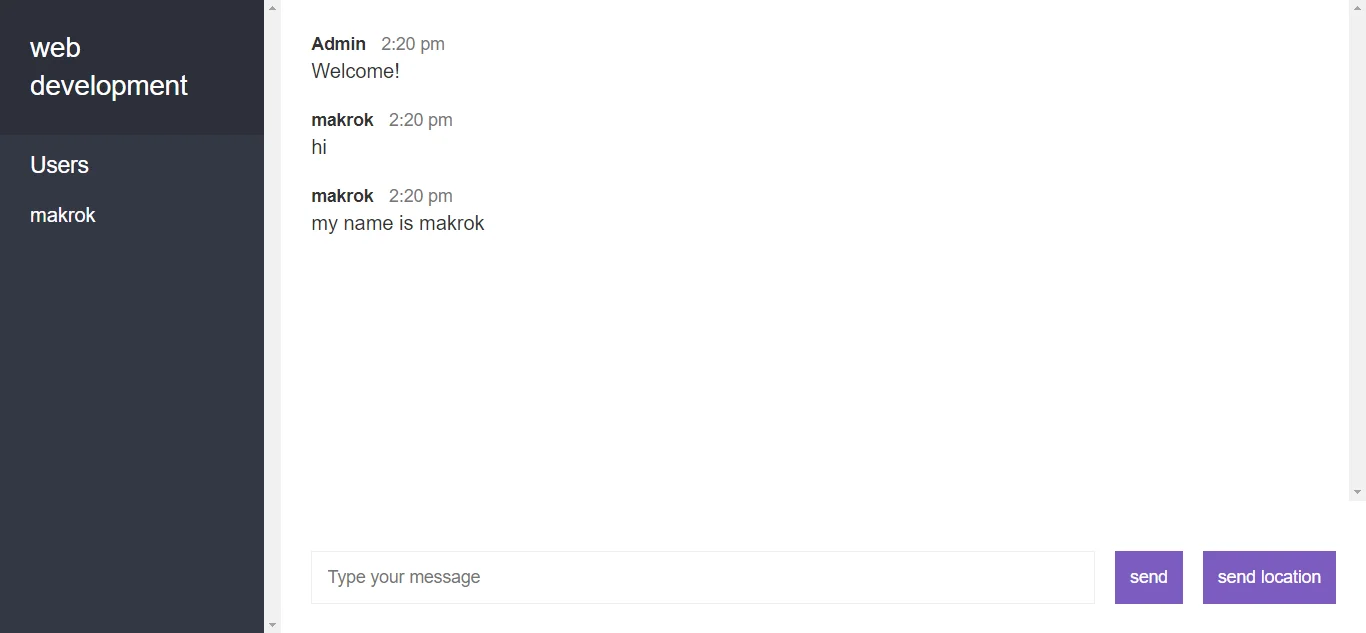 web
development
Users
makrok
Admin 2:20 pm
Welcome!
makrok 2:20 pm
hi
makrok 2:20 pm
my name is makrok
Type your message
send
send location